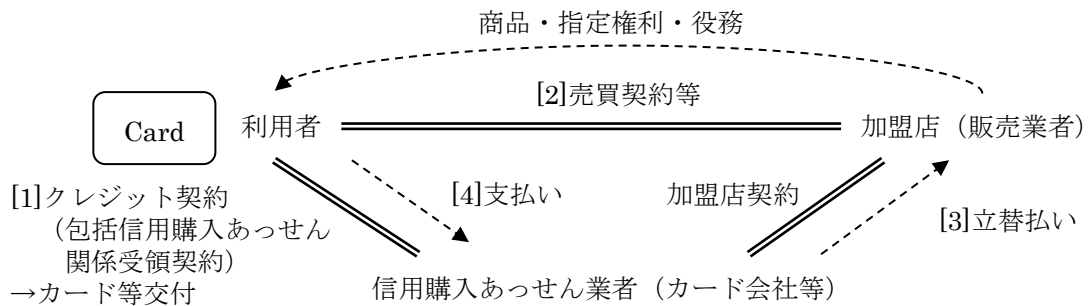 商品・指定権利・役務
[2]売買契約等
Card
利用者
加盟店（販売業者）
[1]クレジット契約
（包括信用購入あっせん
関係受領契約）
→カード等交付
[4]支払い
加盟店契約
[3]立替払い
信用購入あっせん業者（カード会社等）